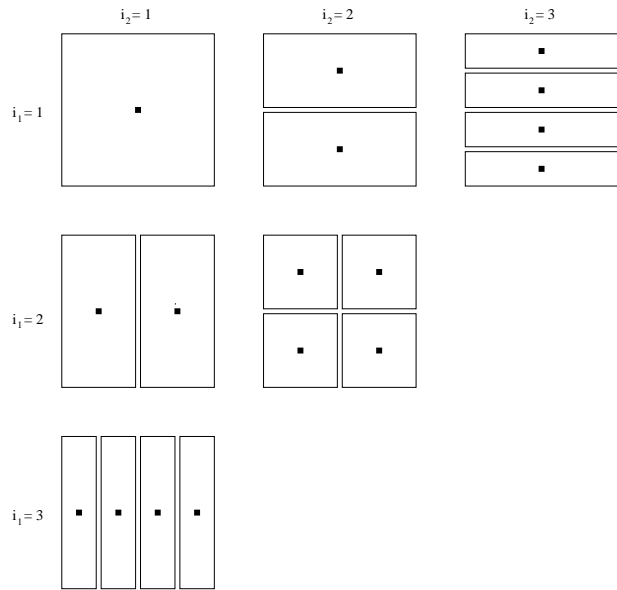 i₂= 1 i₂= 2 i₂= 3
i₁= 1
i₁= 2
i₁= 3